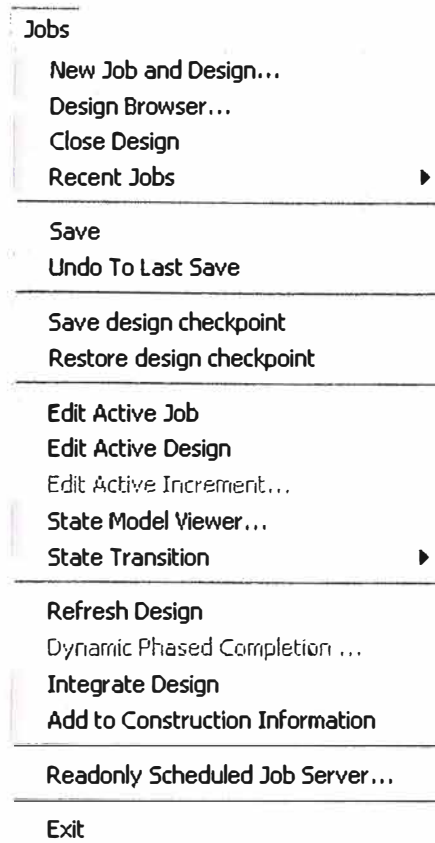 Jobs
New Job and Design...
Design Browser...
Close Design
Recent Jobs
Save
Undo To Last Save
Save design checkpoint
Restore design checkpoint
Edit Active Job
Edit Active Design
Edit Active Increment...
State Model Viewer...
State Transition
Refresh Design
Dynamic Phased Completion ...
Integrate Design
Add to Construction Information
Readonly Scheduled Job Server...
Exit